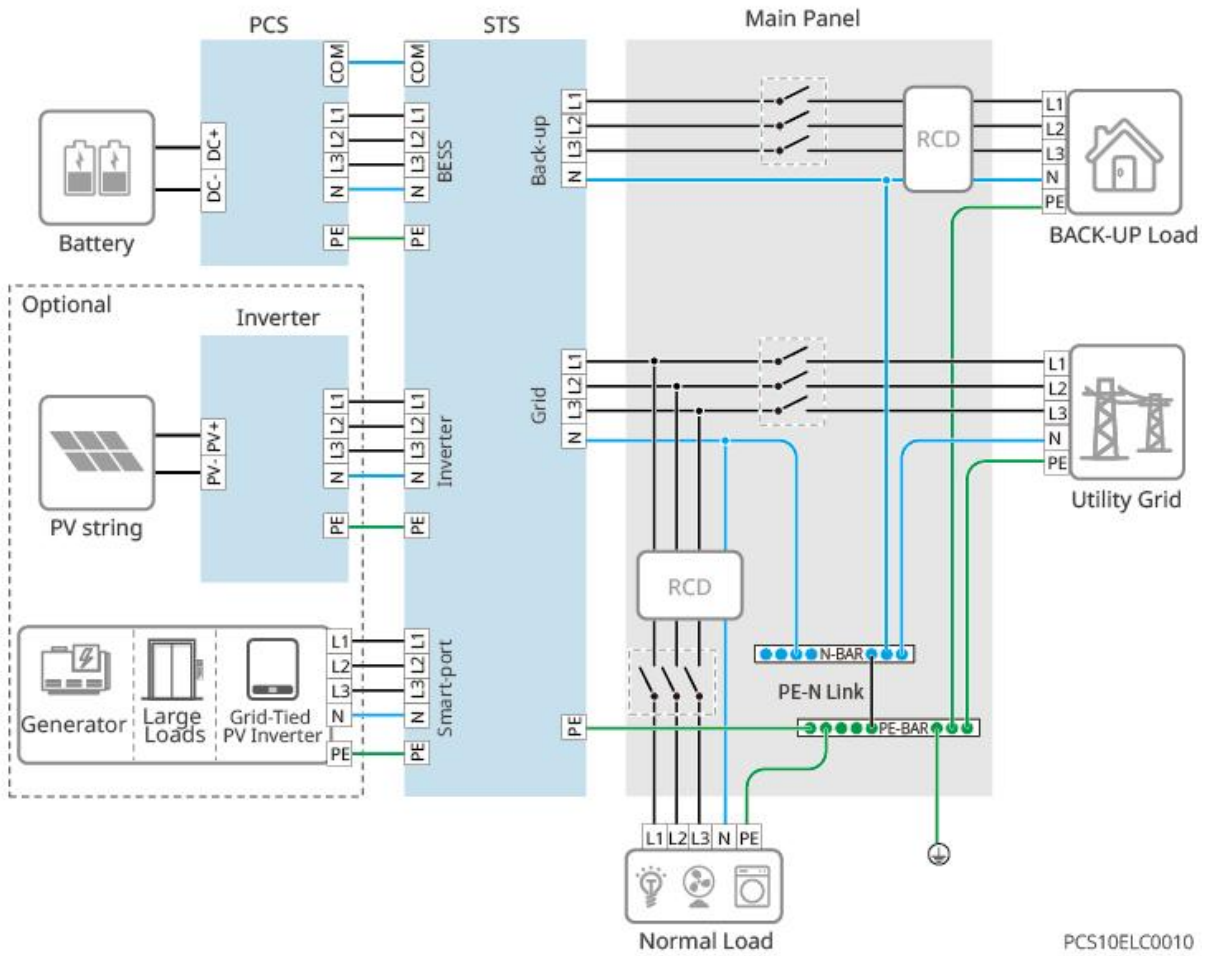 PCS
STS
Main Panel
COM
COM
L1
L2
L3
N
PE
L1
L2
L3
N
PE
BESS
DC+
DC-
Battery
Back-up
L1
L2
L3
N
RCD
L1
L2
L3
N
PE
BACK-UP Load
Optional
Inverter
PV+
PV-
PV string
L1
L2
L3
N
PE
L1
L2
L3
N
PE
Inverter
Grid
L1
L2
L3
N
L1
L2
L3
N
PE
Utility Grid
RCD
Generator
Large
Loads
Grid-Tied
PV Inverter
L1
L2
L3
N
PE
L1
L2
L3
N
PE
Smart-port
PE
N-BAR
PE-N Link
PE-BAR
L1 L2 L3 N PE
Normal Load
PCS10ELC0010